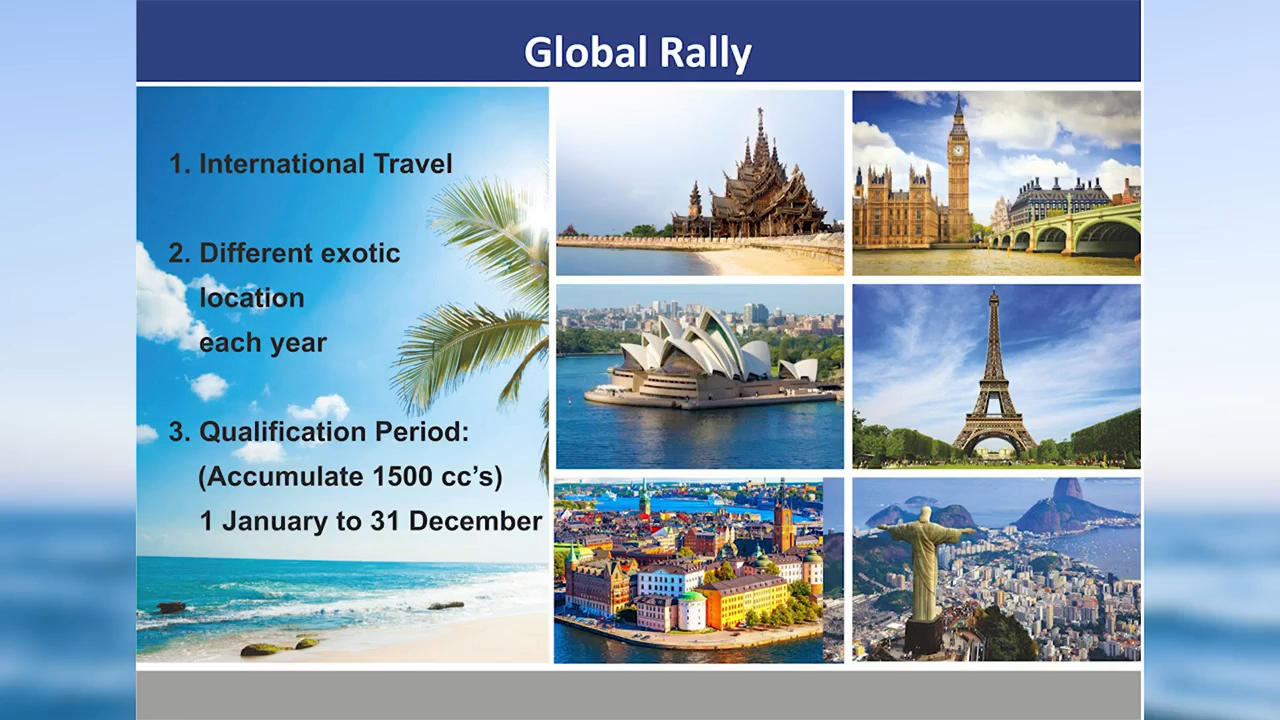 Global Rally
1. International Travel
2. Different exotic
location
each year
3. Qualification Period:
(Accumulate 1500 cc’s)
1 January to 31 December